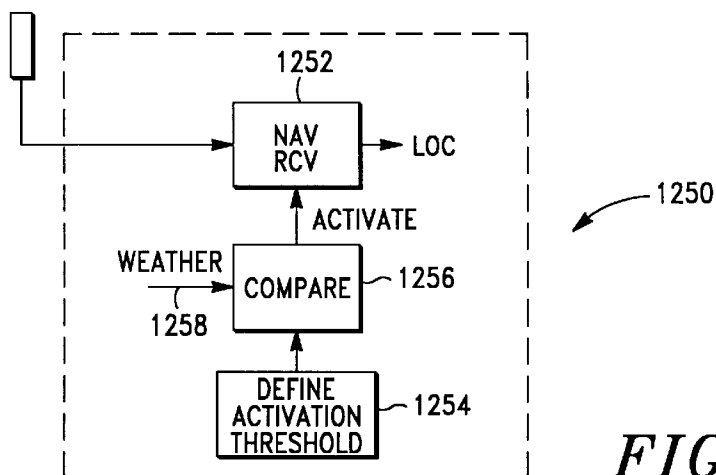 1252
NAV
RCV
LOC
1250
ACTIVATE
WEATHER
COMPARE
1256
1258
DEFINE
ACTIVATION
THRESHOLD
1254
FIG